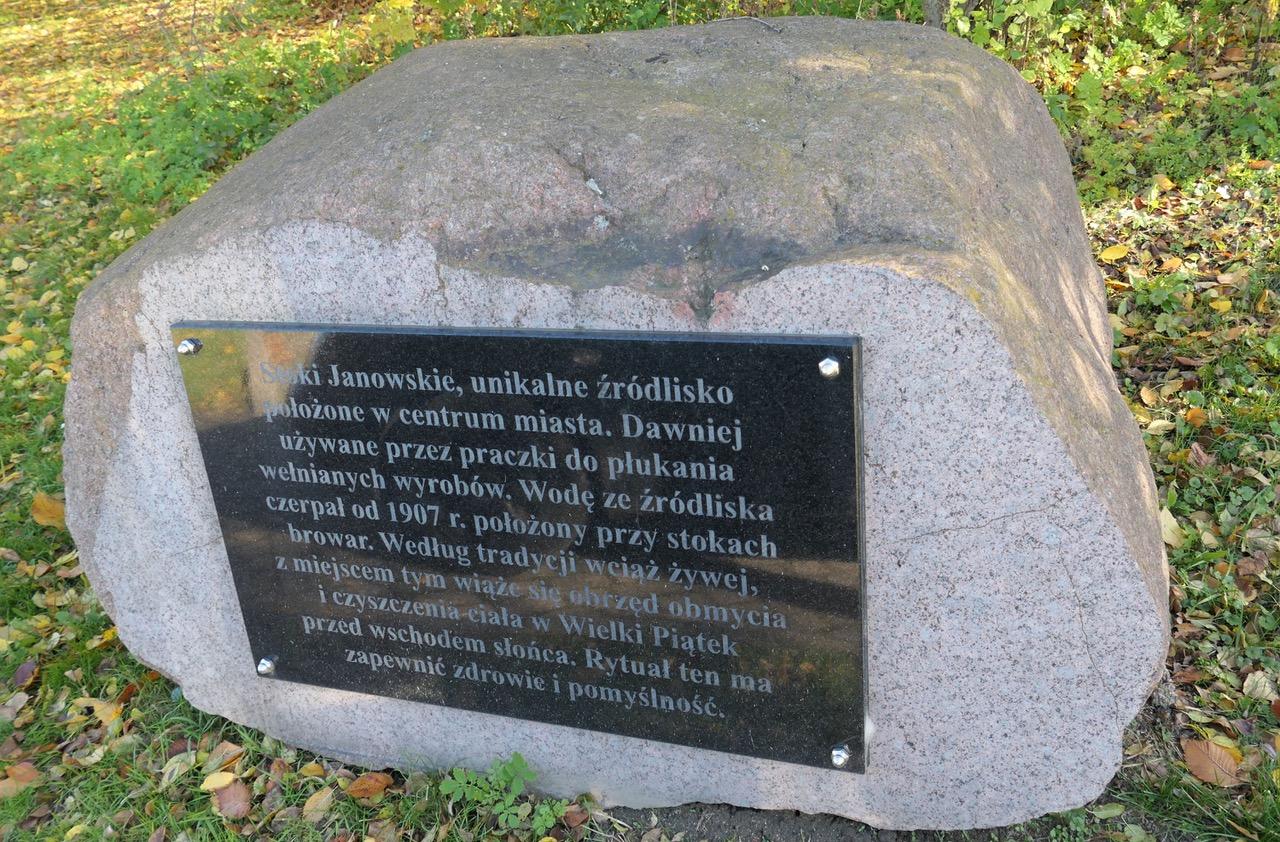 Stoki Janowskie, unikalne źródlisko
położone w centrum miasta. Dawniej
używane przez praczki do płukania
wełnianych wyrobów. Wodę ze źródliska
czerpał od 1907 r. położony przy stokach
browar. Według tradycji wciąż żywej,
z miejscem tym wiąże się obrzęd obmycia
i czyszczenia ciała w Wielki Piątek
przed wschodem słońca. Rytuał ten ma
zapewnić zdrowie i pomyślność.